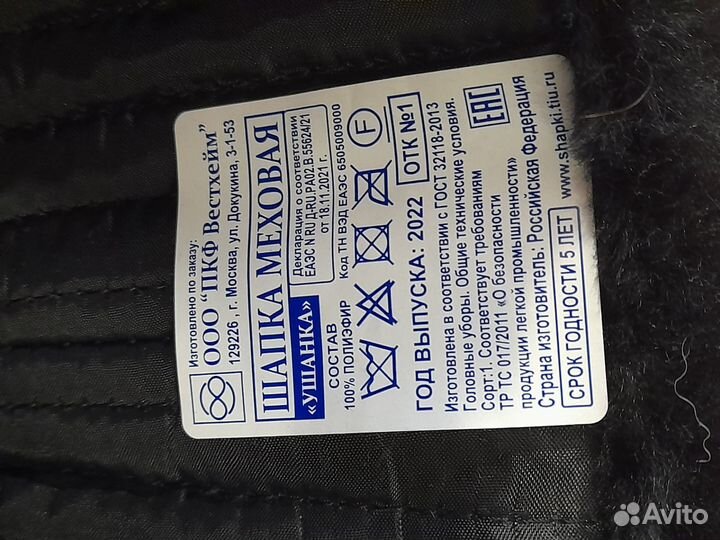 Изготовлено по заказу:
ООО "ПКФ Вестхейм"
129226 , г. Москва, ул. Докукина, 3-1-53
ШАПКА МЕХОВАЯ
«УШАНКА»
Декларация о соответствии
ЕАЭС N RU Д-RU.РА02.В.55624/21
от 18.11.2021 г.
СОСТАВ
100% ПОЛИЭФИР
Код ТН ВЭД ЕАЭС 6505009000
F
ГОД ВЫПУСКА: 2022
ОТК №1
Изготовлена в соответствии с ГОСТ 32118-2013
Головные уборы. Общие технические условия.
Сорт:1. Соответствует требованиям
ТР ТС 017/2011 «О безопасности
продукции легкой промышленности»
Страна изготовитель: Российская Федерация
EAC
СРОК ГОДНОСТИ 5 ЛЕТ
www.shapki.tiu.ru
Avito